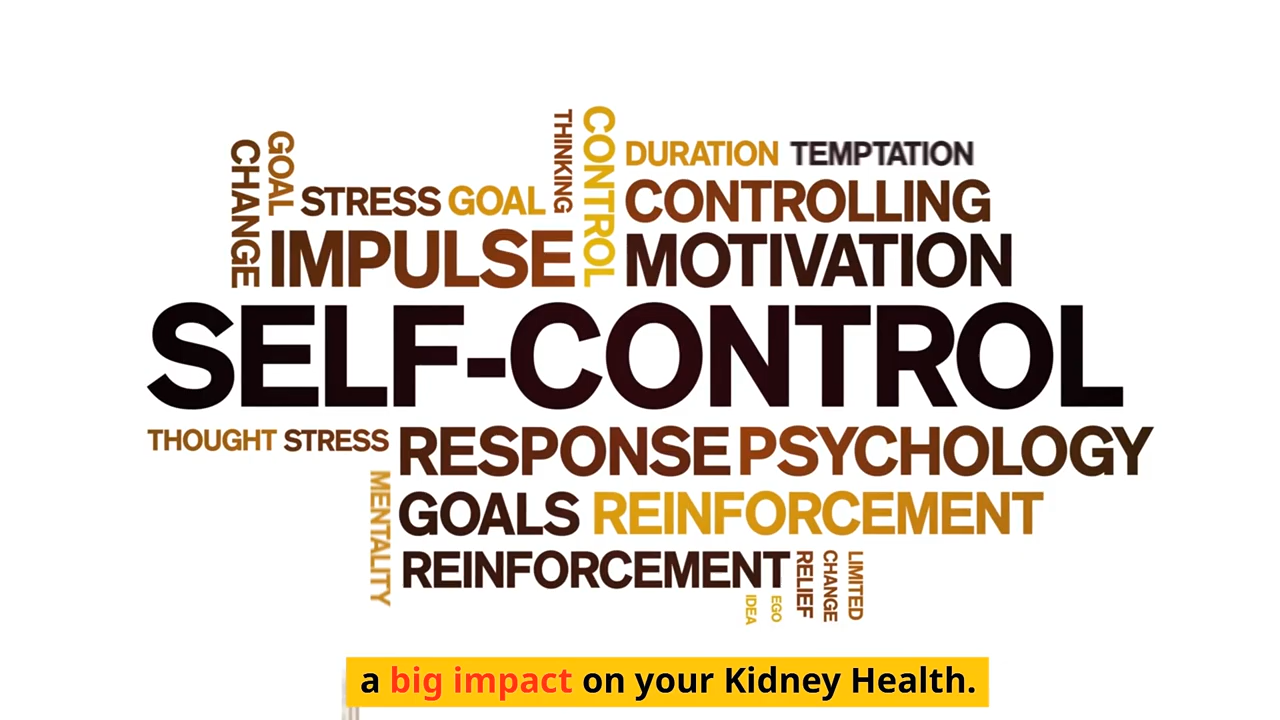 CHANGE
GOAL
STRESS GOAL
THINKING
CONTROL
DURATION TEMPTATION
CONTROLLING
IMPULSE
MOTIVATION
SELF-CONTROL
THOUGHT STRESS
RESPONSE PSYCHOLOGY
MENTALITY
GOALS REINFORCEMENT
REINFORCEMENT
RELIEF
CHANGE
LIMITED
IDEA
EGO
a big impact on your Kidney Health.